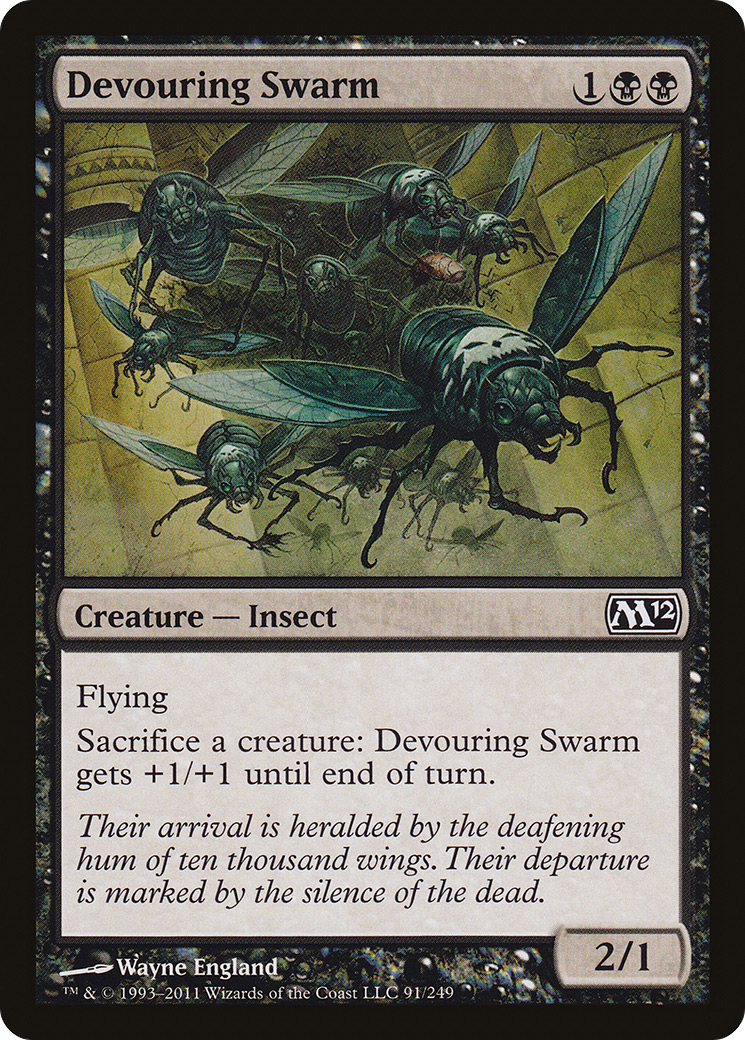 Devouring Swarm 1
Creature — Insect M12
Flying
Sacrifice a creature: Devouring Swarm
gets +1/+1 until end of turn.
Their arrival is heralded by the deafening
hum of ten thousand wings. Their departure
is marked by the silence of the dead.
2/1
Wayne England
™ & © 1993–2011 Wizards of the Coast LLC 91/249